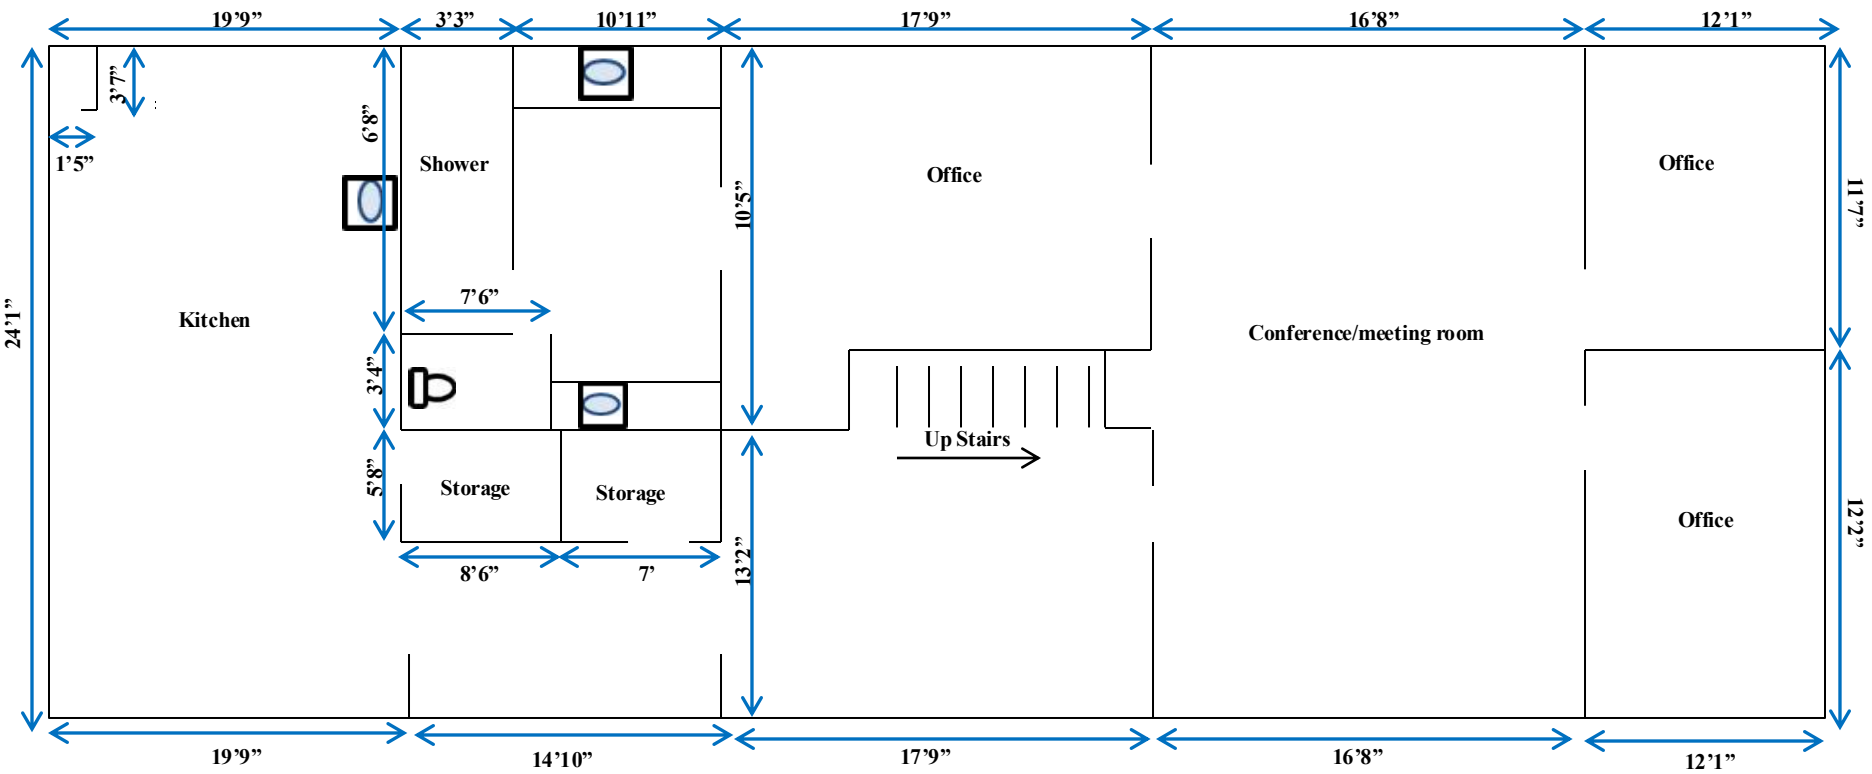 19’9”
3’3”
10’11”
17’9”
16’8”
12’1”
3’7”
6’8”
1’5”
Shower
Office
Office
10’5”
11’7”
7’6”
24’1”
Kitchen
Conference/meeting room
3’4”
Up Stairs
5’8”
Storage
Storage
Office
12’2”
13’2”
8’6”
7'
19’9”
14’10”
17’9”
16’8”
12’1”